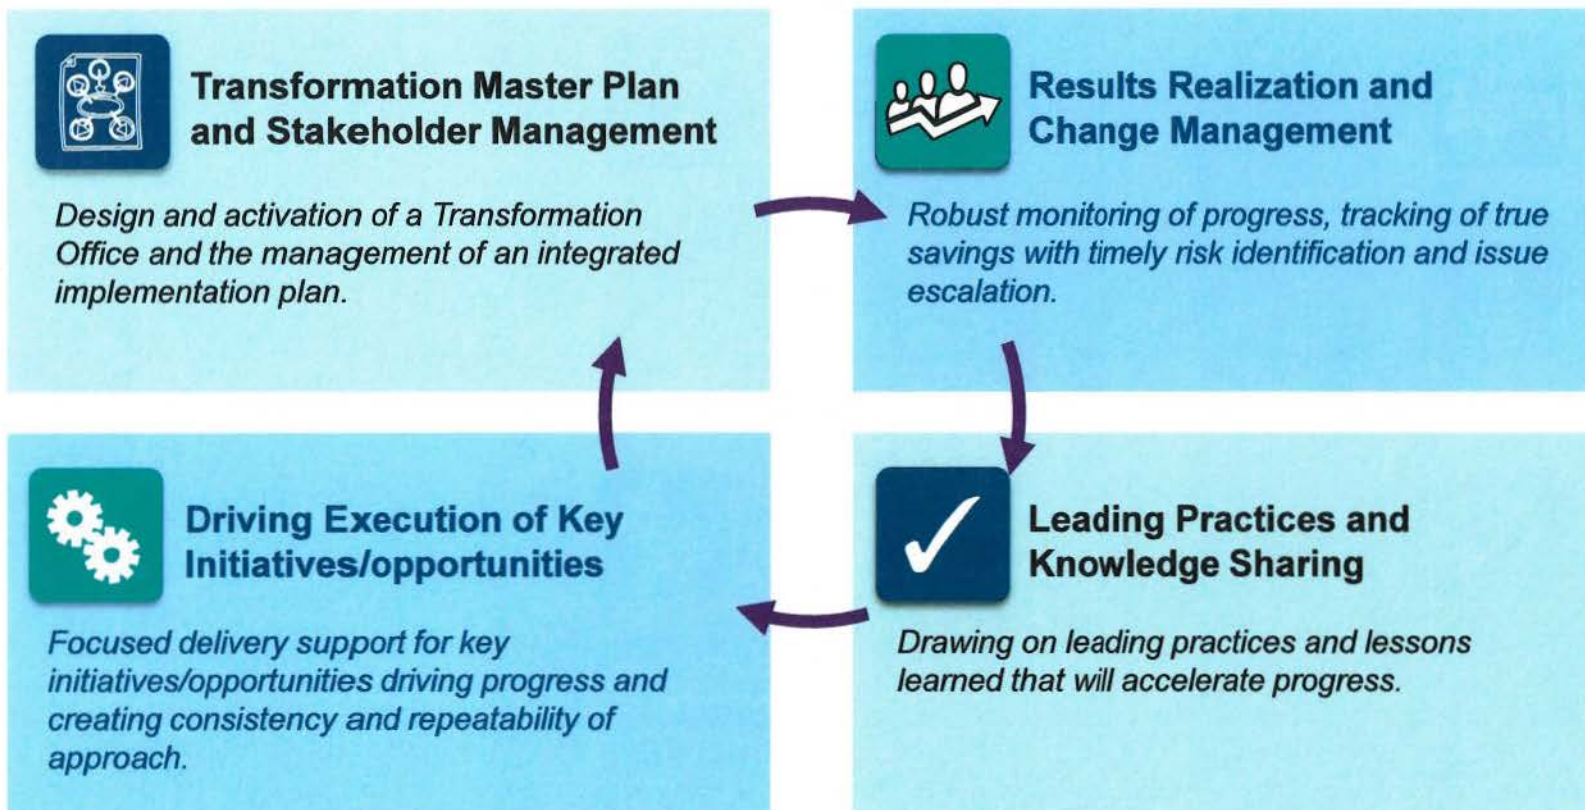 Transformation Master Plan
and Stakeholder Management
Design and activation of a Transformation
Office and the management of an integrated
implementation plan.
Results Realization and
Change Management
Robust monitoring of progress, tracking of true
savings with timely risk identification and issue
escalation.
Leading Practices and
Knowledge Sharing
Drawing on leading practices and lessons
learned that will accelerate progress.
Driving Execution of Key
Initiatives/opportunities
Focused delivery support for key
initiatives/opportunities driving progress and
creating consistency and repeatability of
approach.